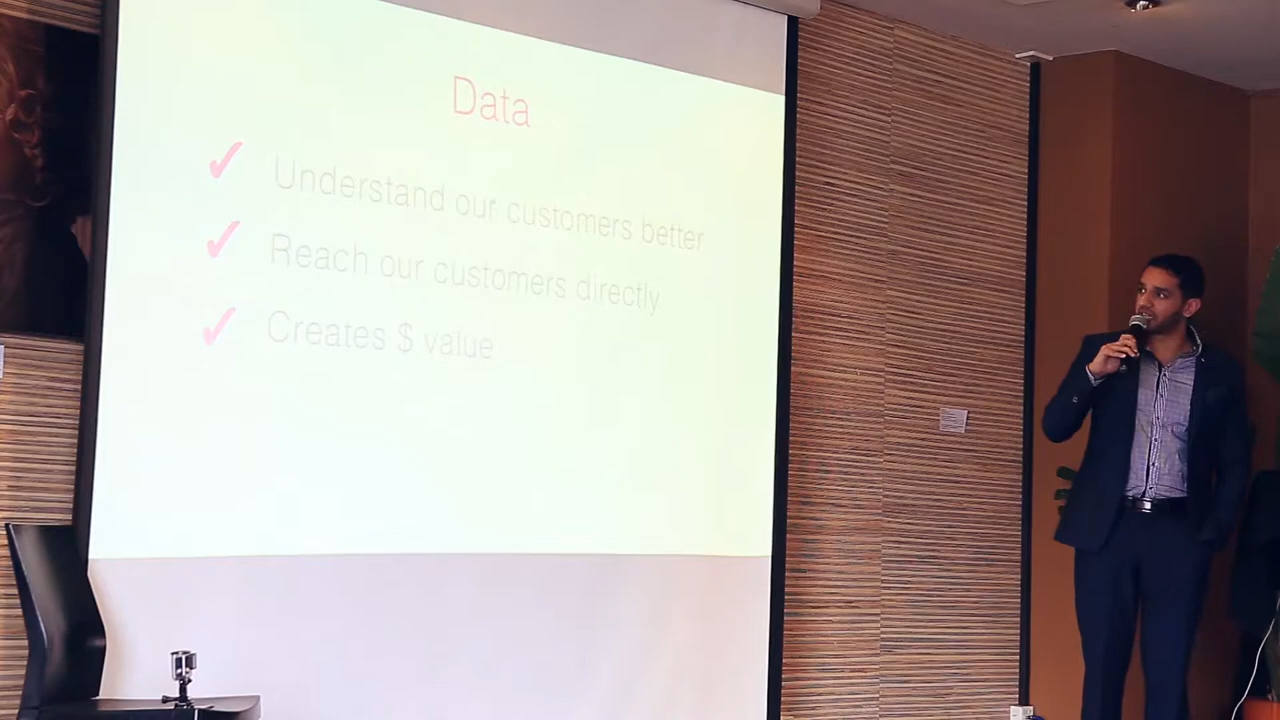 Data
Understand our customers better
Reach our customers directly
Creates $ value